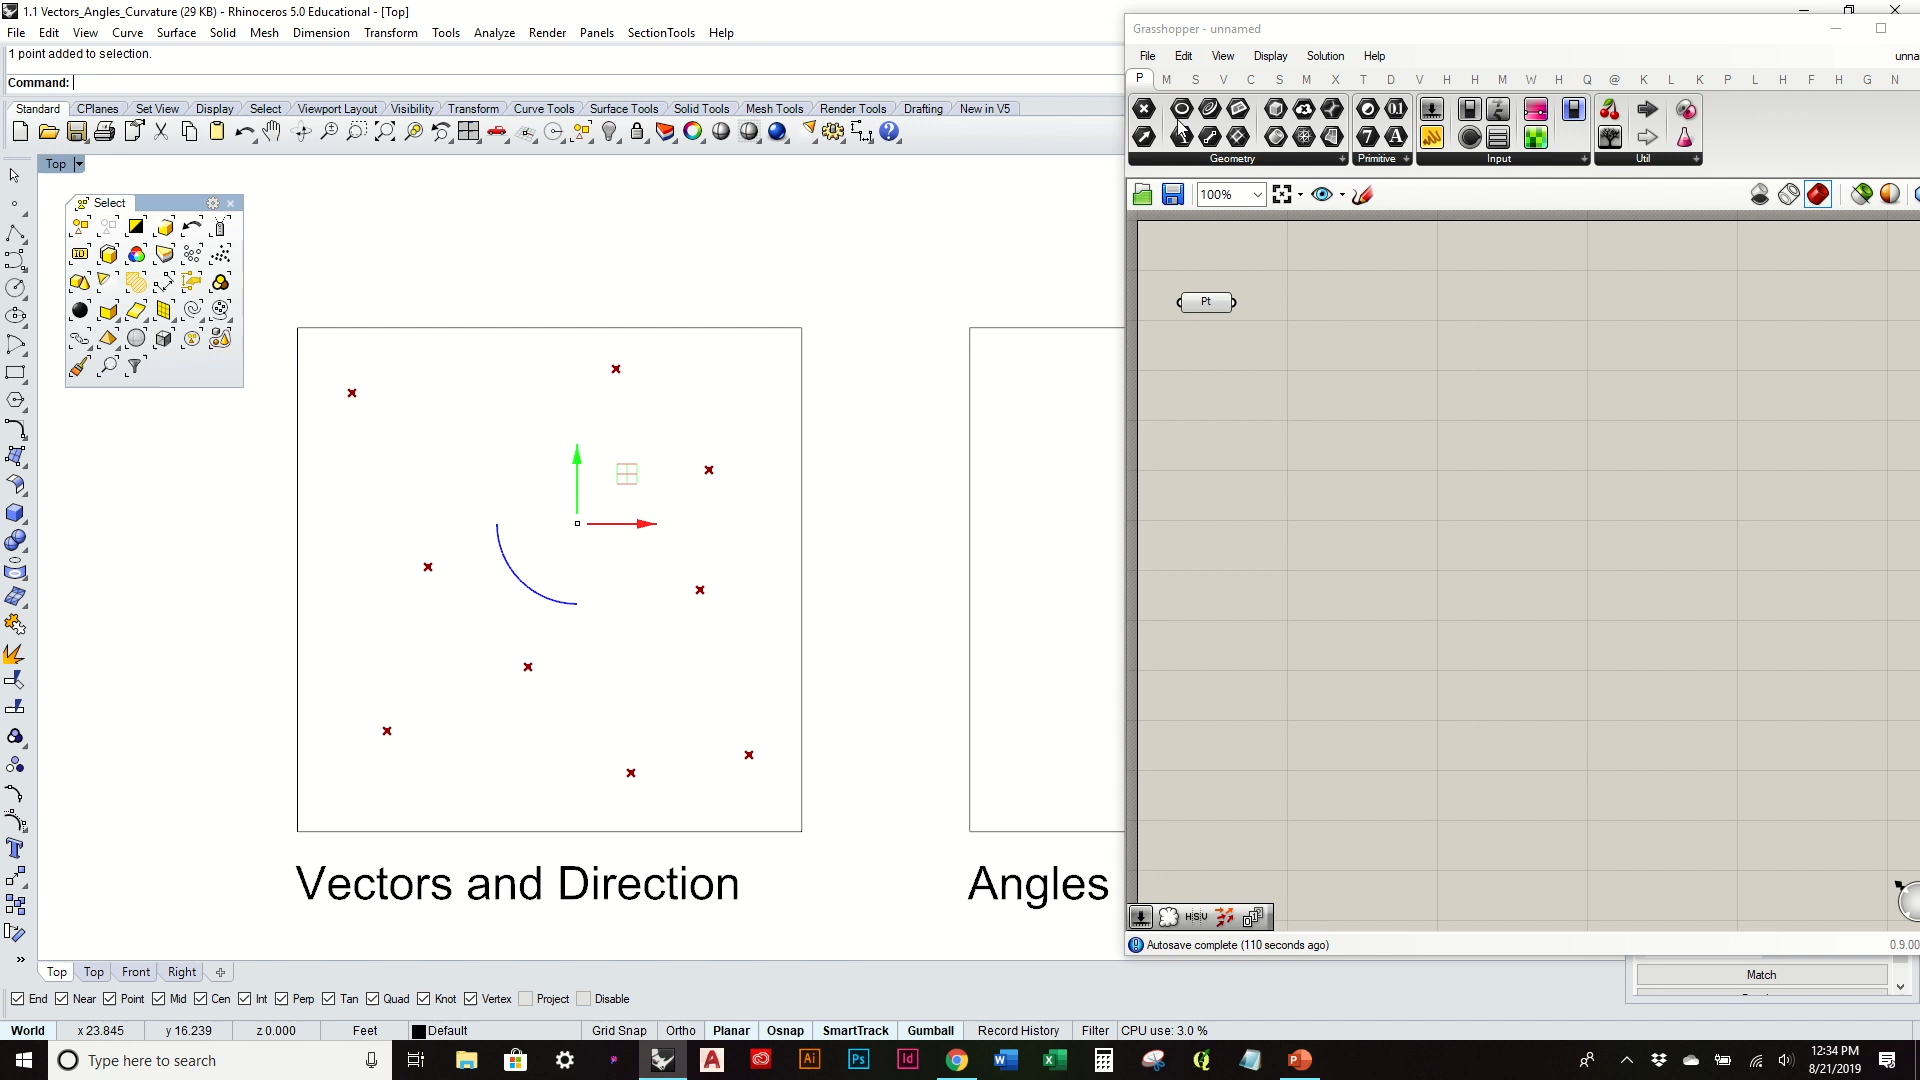 1.1 Vectors_Angles_Curvature (29 KB) - Rhinoceros 5.0 Educational - [Top]
File Edit View Curve Surface Solid Mesh Dimension Transform Tools Analyze Render Panels SectionTools Help
1 point added to selection.
Command:
Standard CPlanes Set View Display Select Viewport Layout Visibility Transform Curve Tools Surface Tools Solid Tools Mesh Tools Render Tools Drafting New in V5
Top
Select
ID
Vectors and Direction
Angles
Grasshopper - unnamed
File Edit View Display Solution Help
unna
P M S V C S M X T D V H H M W H Q @ K L K P L H F H G N
Geometry Primitive Input Util
100%
Pt
Autosave complete (110 seconds ago)
0.9.00
Match
Top Top Front Right
End Near Point Mid Cen Int Perp Tan Quad Knot Vertex Project Disable
World x 23.845 y 16.239 z 0.000 Feet Default Grid Snap Ortho Planar Osnap SmartTrack Gumball Record History Filter CPU use: 3.0 %
Type here to search
12:34 PM
8/21/2019